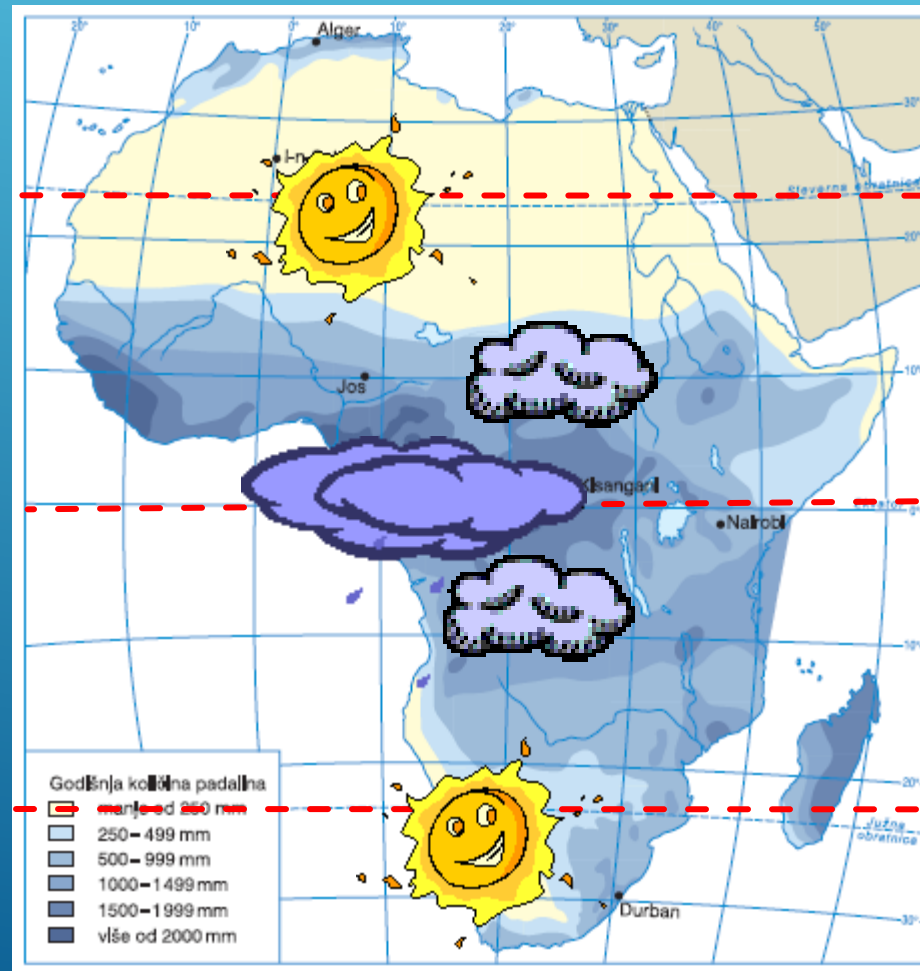 20° 10° 0° 10° 20° 30° 40° 50°
Alger
30°
I-n
Sjeverna obratnica
20°
10°
Jos
Kisangani
Ekvator 0°
Nairobi
10°
20°
Južna
obratnica
Durban
30°
Godišnja količina padalina
manje od 250 mm
250–499 mm
500–999 mm
1000–1499 mm
1500–1999 mm
više od 2000 mm